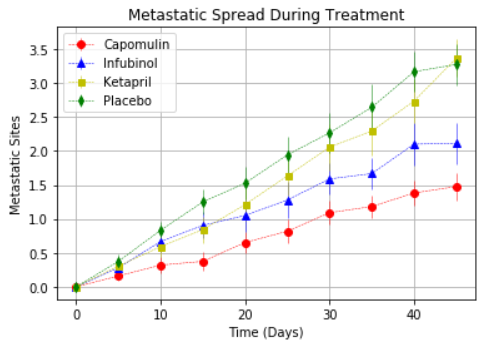 Metastatic Spread During Treatment
Capomulin
Infubinol
Ketapril
Placebo
Metastatic Sites
3.5
3.0
2.5
2.0
1.5
1.0
0.5
0.0
0 10 20 30 40
Time (Days)